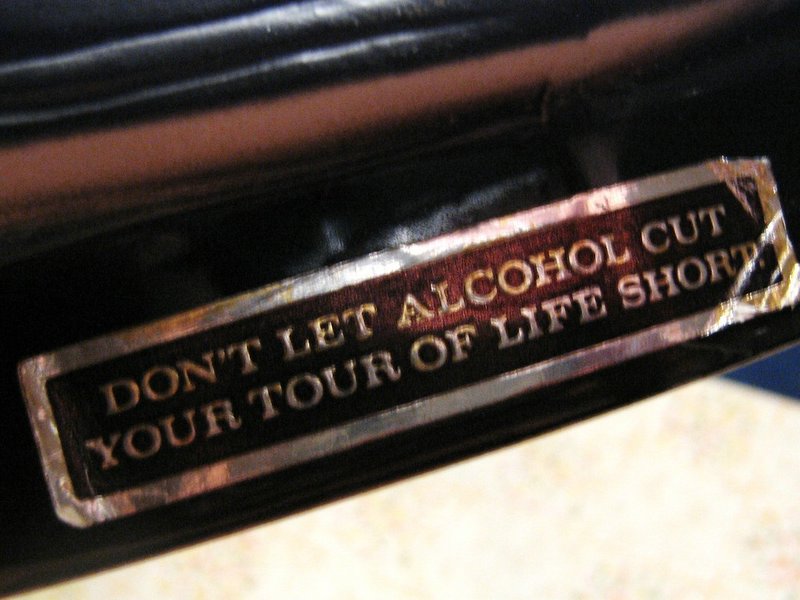 DON'T LET ALCOHOL CUT
YOUR TOUR OF LIFE SHORT.